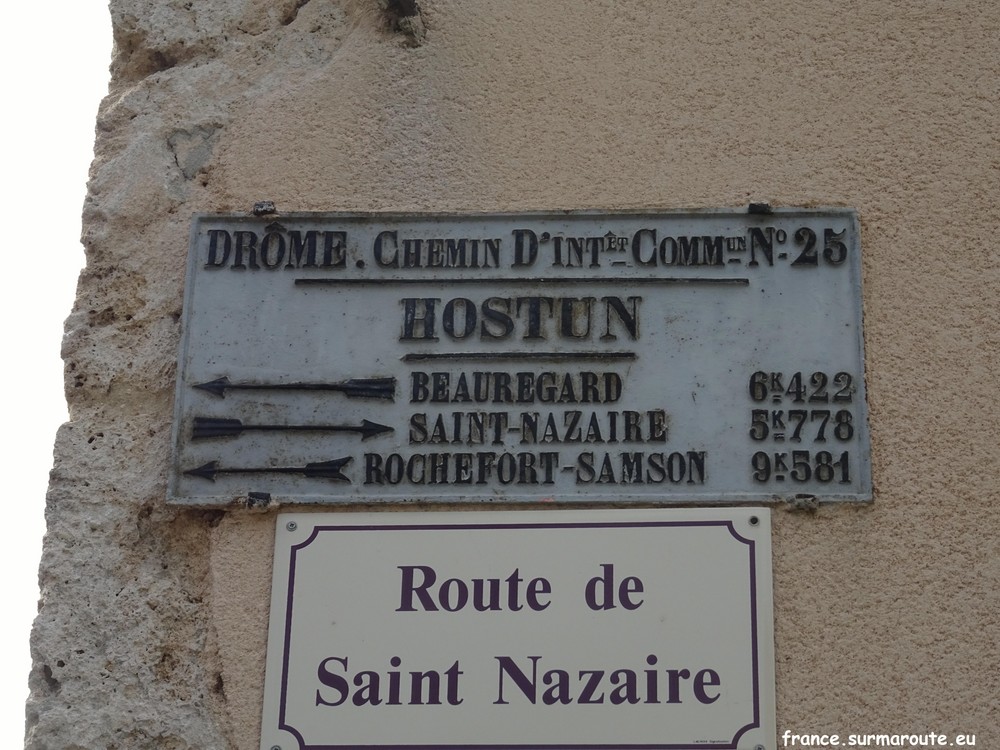 DRÔME. CHEMIN D'INTÊT COMMUN No 25
HOSTUN
BEAUREGARD 6K422
SAINT-NAZAIRE 5K778
ROCHEFORT-SAMSON 9K581
Route de
Saint Nazaire
france.surmaroute.eu